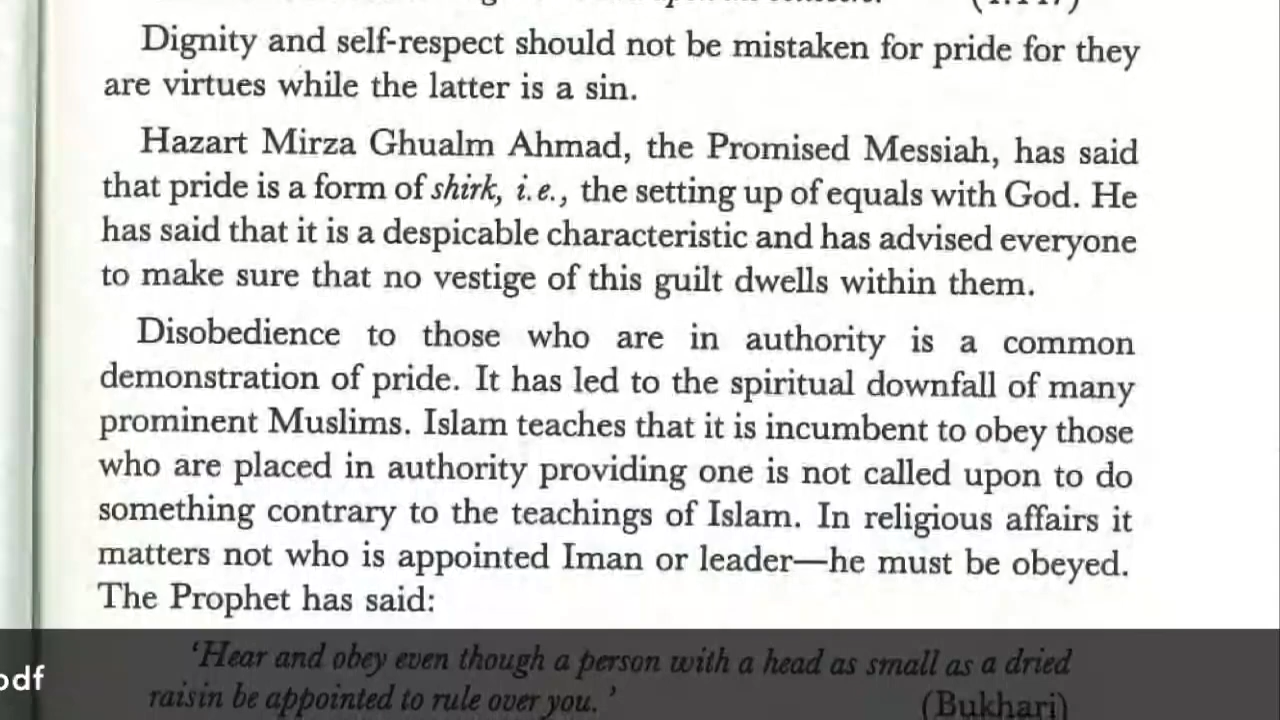 Dignity and self-respect should not be mistaken for pride for they
are virtues while the latter is a sin.
Hazart Mirza Ghualm Ahmad, the Promised Messiah, has said
that pride is a form of shirk, i.e., the setting up of equals with God. He
has said that it is a despicable characteristic and has advised everyone
to make sure that no vestige of this guilt dwells within them.
Disobedience to those who are in authority is a common
demonstration of pride. It has led to the spiritual downfall of many
prominent Muslims. Islam teaches that it is incumbent to obey those
who are placed in authority providing one is not called upon to do
something contrary to the teachings of Islam. In religious affairs it
matters not who is appointed Iman or leader—he must be obeyed.
The Prophet has said:
‘Hear and obey even though a person with a head as small as a dried
pdf
raisin be appointed to rule over you.’ (Bukhari)